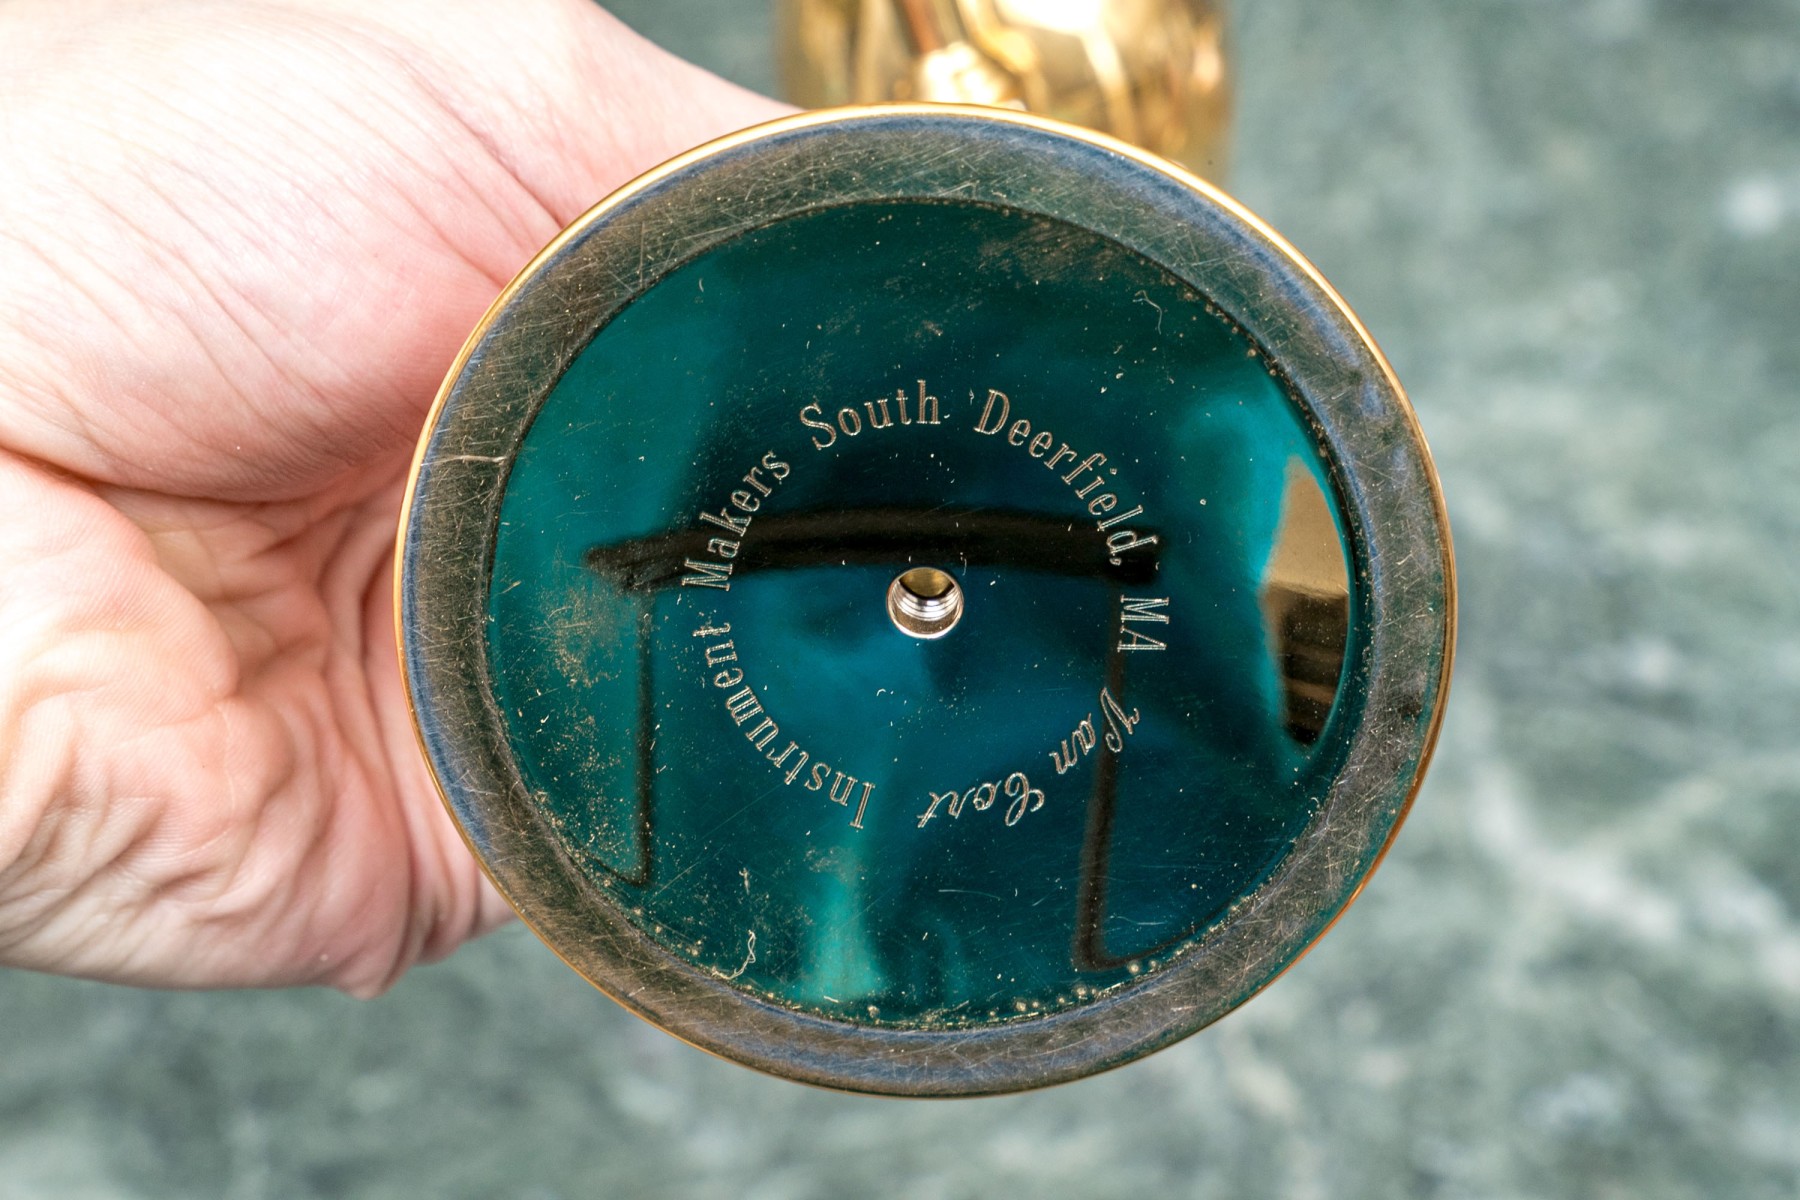 Van Cort Instrument Makers South Deerfield, MA